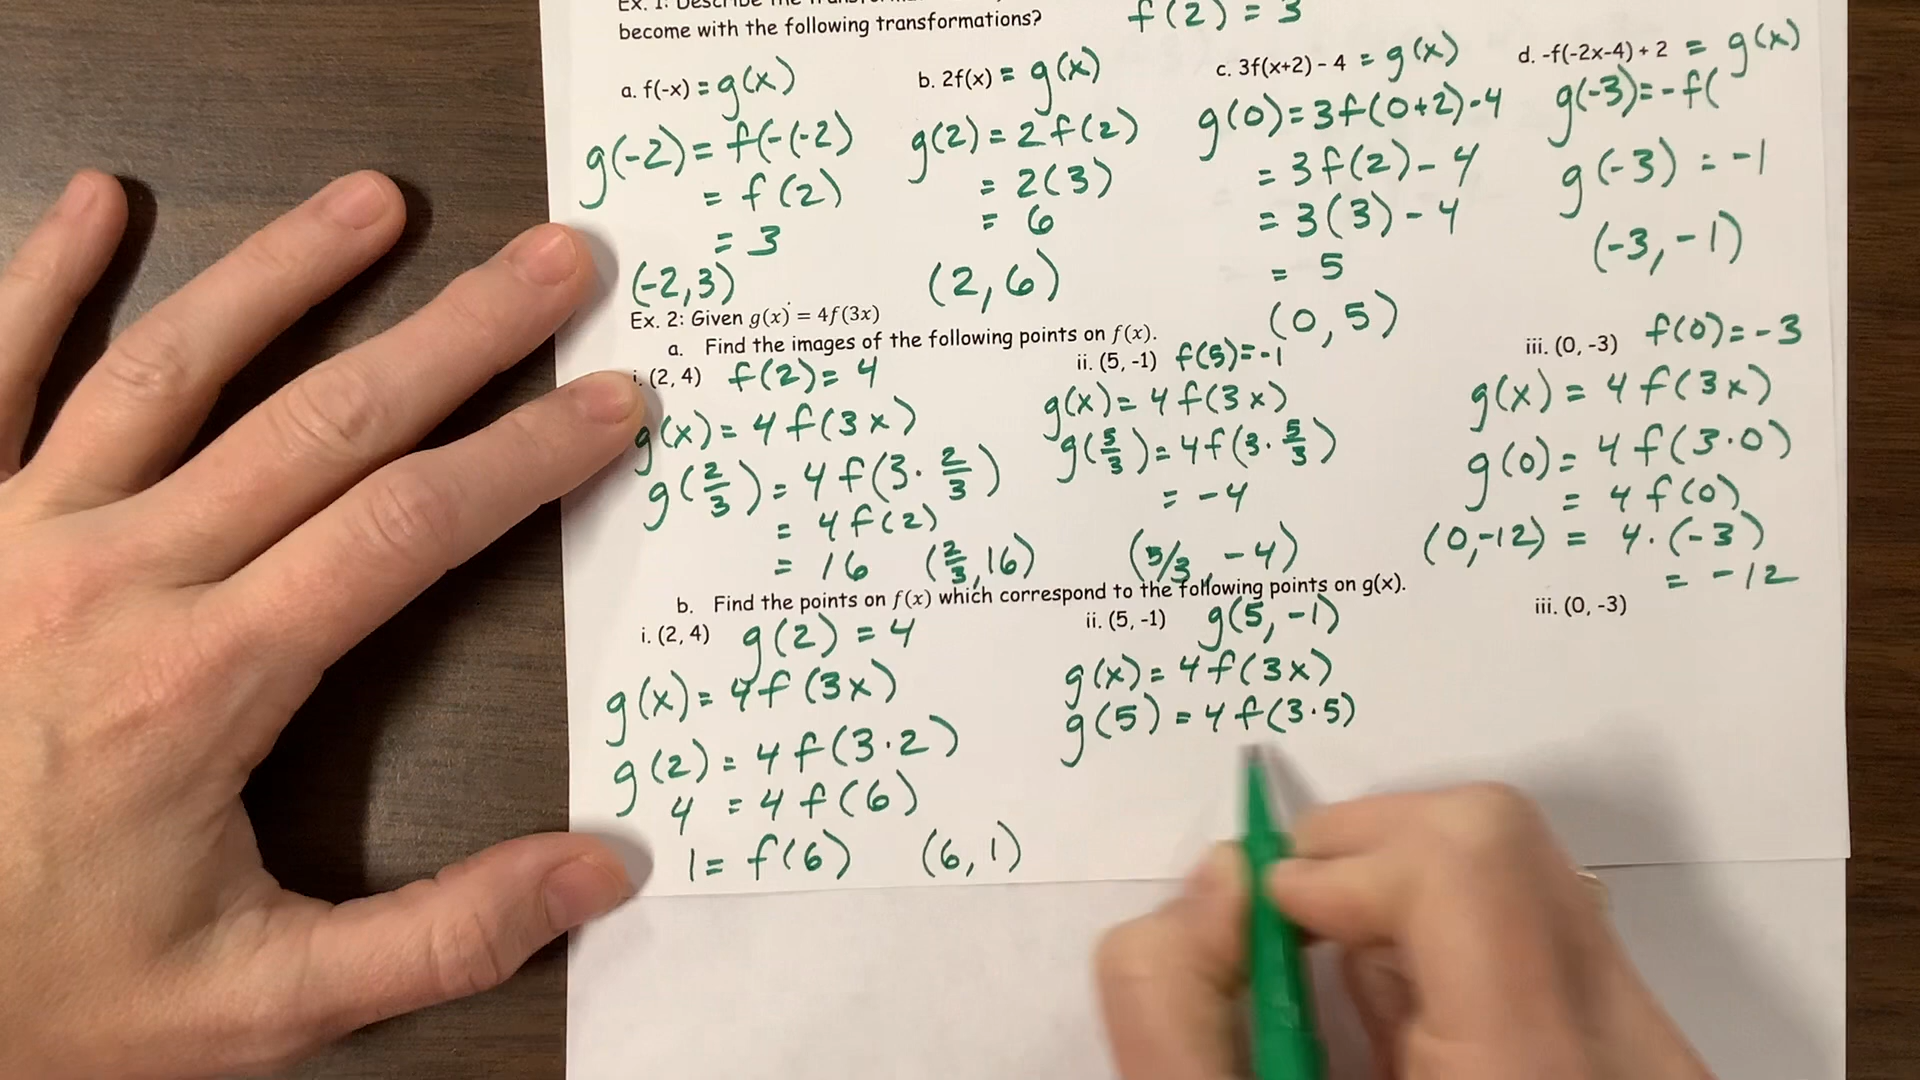 become with the following transformations? f(2) = 3
a. f(-x) = g(x)
g(-2) = f(-(-2)
= f(2)
= 3
(-2,3)
b. 2f(x) = g(x)
g(2) = 2f(2)
= 2(3)
= 6
(2,6)
c. 3f(x+2) - 4 = g(x)
g(0) = 3f(0+2)-4
= 3f(2) - 4
= 3(3) - 4
= 5
(0,5)
d. -f(-2x-4) + 2 = g(x)
g(-3) = -f(
g(-3) = -1
(-3,-1)
Ex. 2: Given g(x) = 4f(3x)
a. Find the images of the following points on f(x).
i. (2, 4) f(2) = 4
g(x) = 4f(3x)
g(2/3) = 4f(3·2/3)
= 4f(2)
= 16 (2/3,16)
ii. (5, -1) f(5) = -1
g(x) = 4f(3x)
g(5/3) = 4f(3·5/3)
= -4
(5/3, -4)
iii. (0, -3) f(0) = -3
g(x) = 4f(3x)
g(0) = 4f(3·0)
= 4f(0)
(0,-12) = 4·(-3)
= -12
b. Find the points on f(x) which correspond to the following points on g(x).
i. (2, 4) g(2) = 4
g(x) = 4f(3x)
g(2) = 4f(3·2)
4 = 4f(6)
1 = f(6) (6,1)
ii. (5, -1) g(5,-1)
g(x) = 4f(3x)
g(5) = 4f(3·5)
iii. (0, -3)